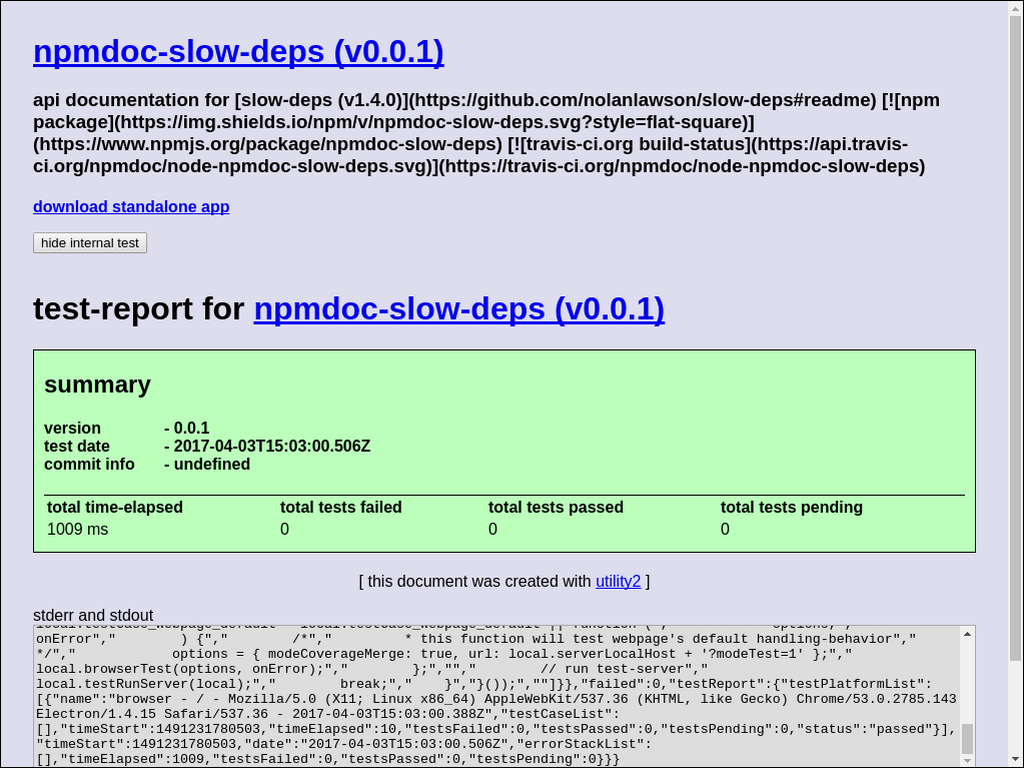 npmdoc-slow-deps (v0.0.1)
api documentation for [slow-deps (v1.4.0)](https://github.com/nolanlawson/slow-deps#readme) [![npm
package](https://img.shields.io/npm/v/npmdoc-slow-deps.svg?style=flat-square)]
(https://www.npmjs.org/package/npmdoc-slow-deps) [![travis-ci.org build-status](https://api.travis-
ci.org/npmdoc/node-npmdoc-slow-deps.svg)](https://travis-ci.org/npmdoc/node-npmdoc-slow-deps)
download standalone app
hide internal test
test-report for npmdoc-slow-deps (v0.0.1)
summary
version - 0.0.1
test date - 2017-04-03T15:03:00.506Z
commit info - undefined
total time-elapsed total tests failed total tests passed total tests pending
1009 ms 0 0 0
[ this document was created with utility2 ]
stderr and stdout
onError"," ) {"," /*"," * this function will test webpage's default handling-behavior","
*/"," options = { modeCoverageMerge: true, url: local.serverLocalHost + '?modeTest=1' };","
local.browserTest(options, onError);"," };",""," // run test-server","
local.testRunServer(local);"," break;"," }","}());",""]}},"failed":0,"testReport":{"testPlatformList":
[{"name":"browser - / - Mozilla/5.0 (X11; Linux x86_64) AppleWebKit/537.36 (KHTML, like Gecko) Chrome/53.0.2785.143
Electron/1.4.15 Safari/537.36 - 2017-04-03T15:03:00.388Z","testCaseList":
[],"timeStart":1491231780503,"timeElapsed":10,"testsFailed":0,"testsPassed":0,"testsPending":0,"status":"passed"}],
"timeStart":1491231780503,"date":"2017-04-03T15:03:00.506Z","errorStackList":
[],"timeElapsed":1009,"testsFailed":0,"testsPassed":0,"testsPending":0}}}